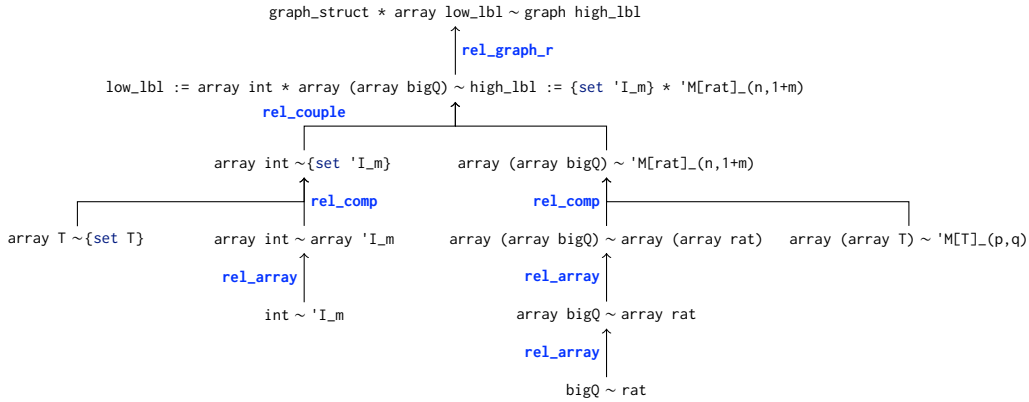 graph_struct * array low_lbl ~ graph high_lbl
rel_graph_r
low_lbl := array int * array (array bigQ) ~ high_lbl := {set 'I_m} * 'M[rat]_(n,1+m)
rel_couple
array int ~{set 'I_m} array (array bigQ) ~ 'M[rat]_(n,1+m)
rel_comp rel_comp
array T ~{set T} array int ~ array 'I_m array (array bigQ) ~ array (array rat) array (array T) ~ 'M[T]_(p,q)
rel_array rel_array
int ~ 'I_m array bigQ ~ array rat
rel_array
bigQ ~ rat